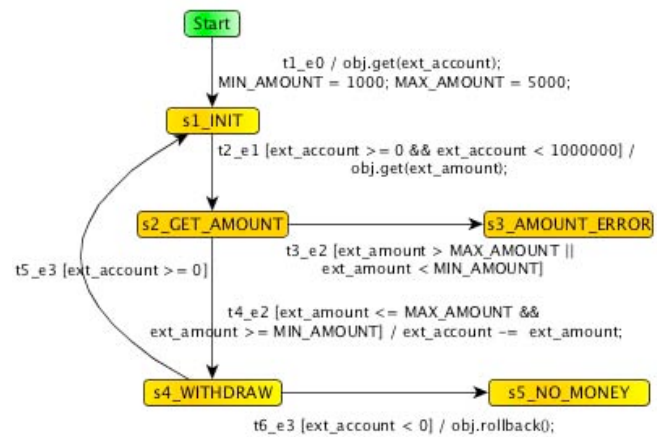 Start
t1_e0 / obj.get(ext_account);
MIN_AMOUNT = 1000; MAX_AMOUNT = 5000;
s1_INIT
t2_e1 [ext_account >= 0 && ext_account < 1000000] /
obj.get(ext_amount);
s2_GET_AMOUNT
s3_AMOUNT_ERROR
t3_e2 [ext_amount > MAX_AMOUNT ||
ext_amount < MIN_AMOUNT]
t5_e3 [ext_account >= 0]
t4_e2 [ext_amount <= MAX_AMOUNT &&
ext_amount >= MIN_AMOUNT] / ext_account -= ext_amount;
s4_WITHDRAW
s5_NO_MONEY
t6_e3 [ext_account < 0] / obj.rollback();